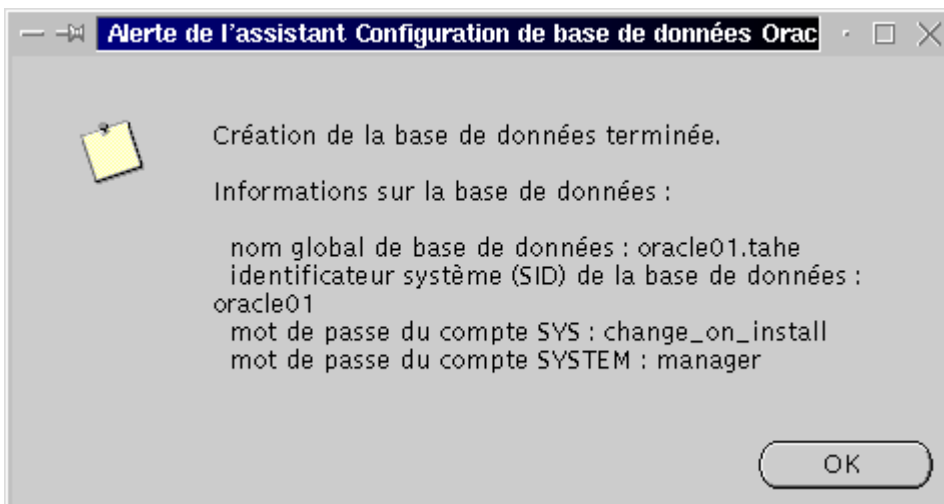 Alerte de l'assistant Configuration de base de données Orac
Création de la base de données terminée.
Informations sur la base de données :
nom global de base de données : oracle01.tahe
identificateur système (SID) de la base de données :
oracle01
mot de passe du compte SYS : change_on_install
mot de passe du compte SYSTEM : manager
OK